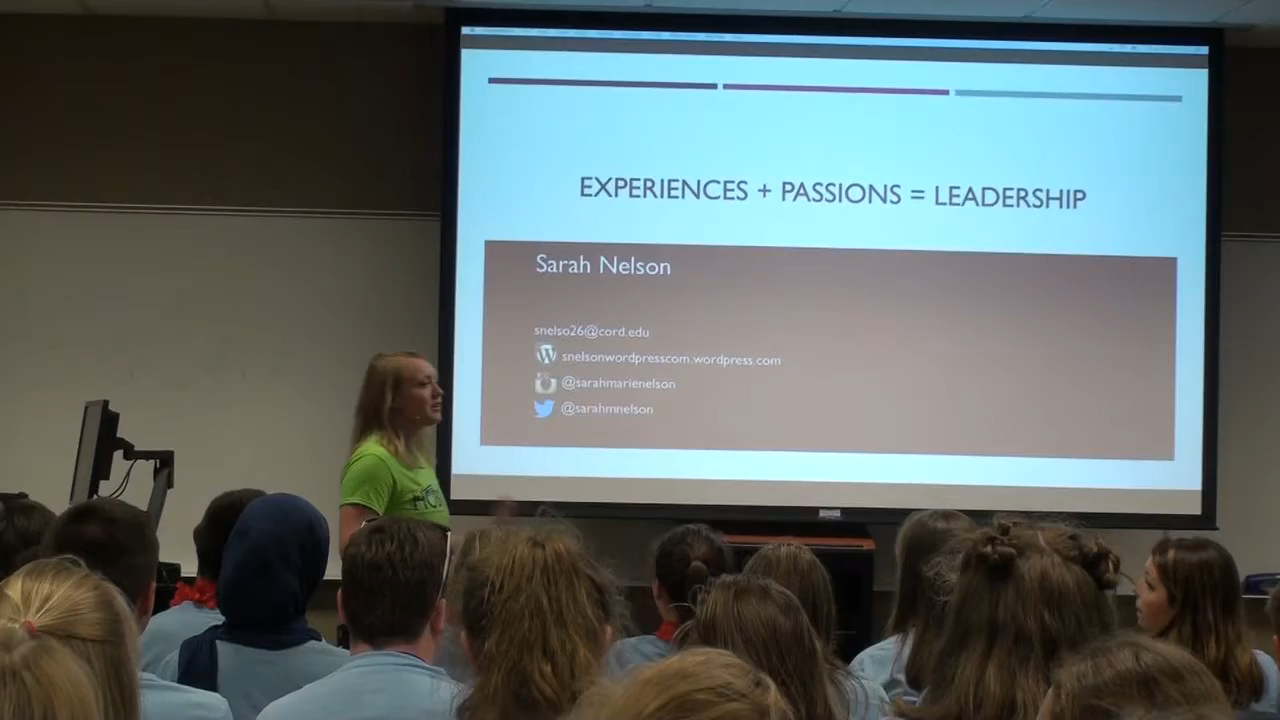 EXPERIENCES + PASSIONS = LEADERSHIP
Sarah Nelson
snelso26@cord.edu
snelsonwordpresscom.wordpress.com
@sarahmarienelson
@sarahmnelson